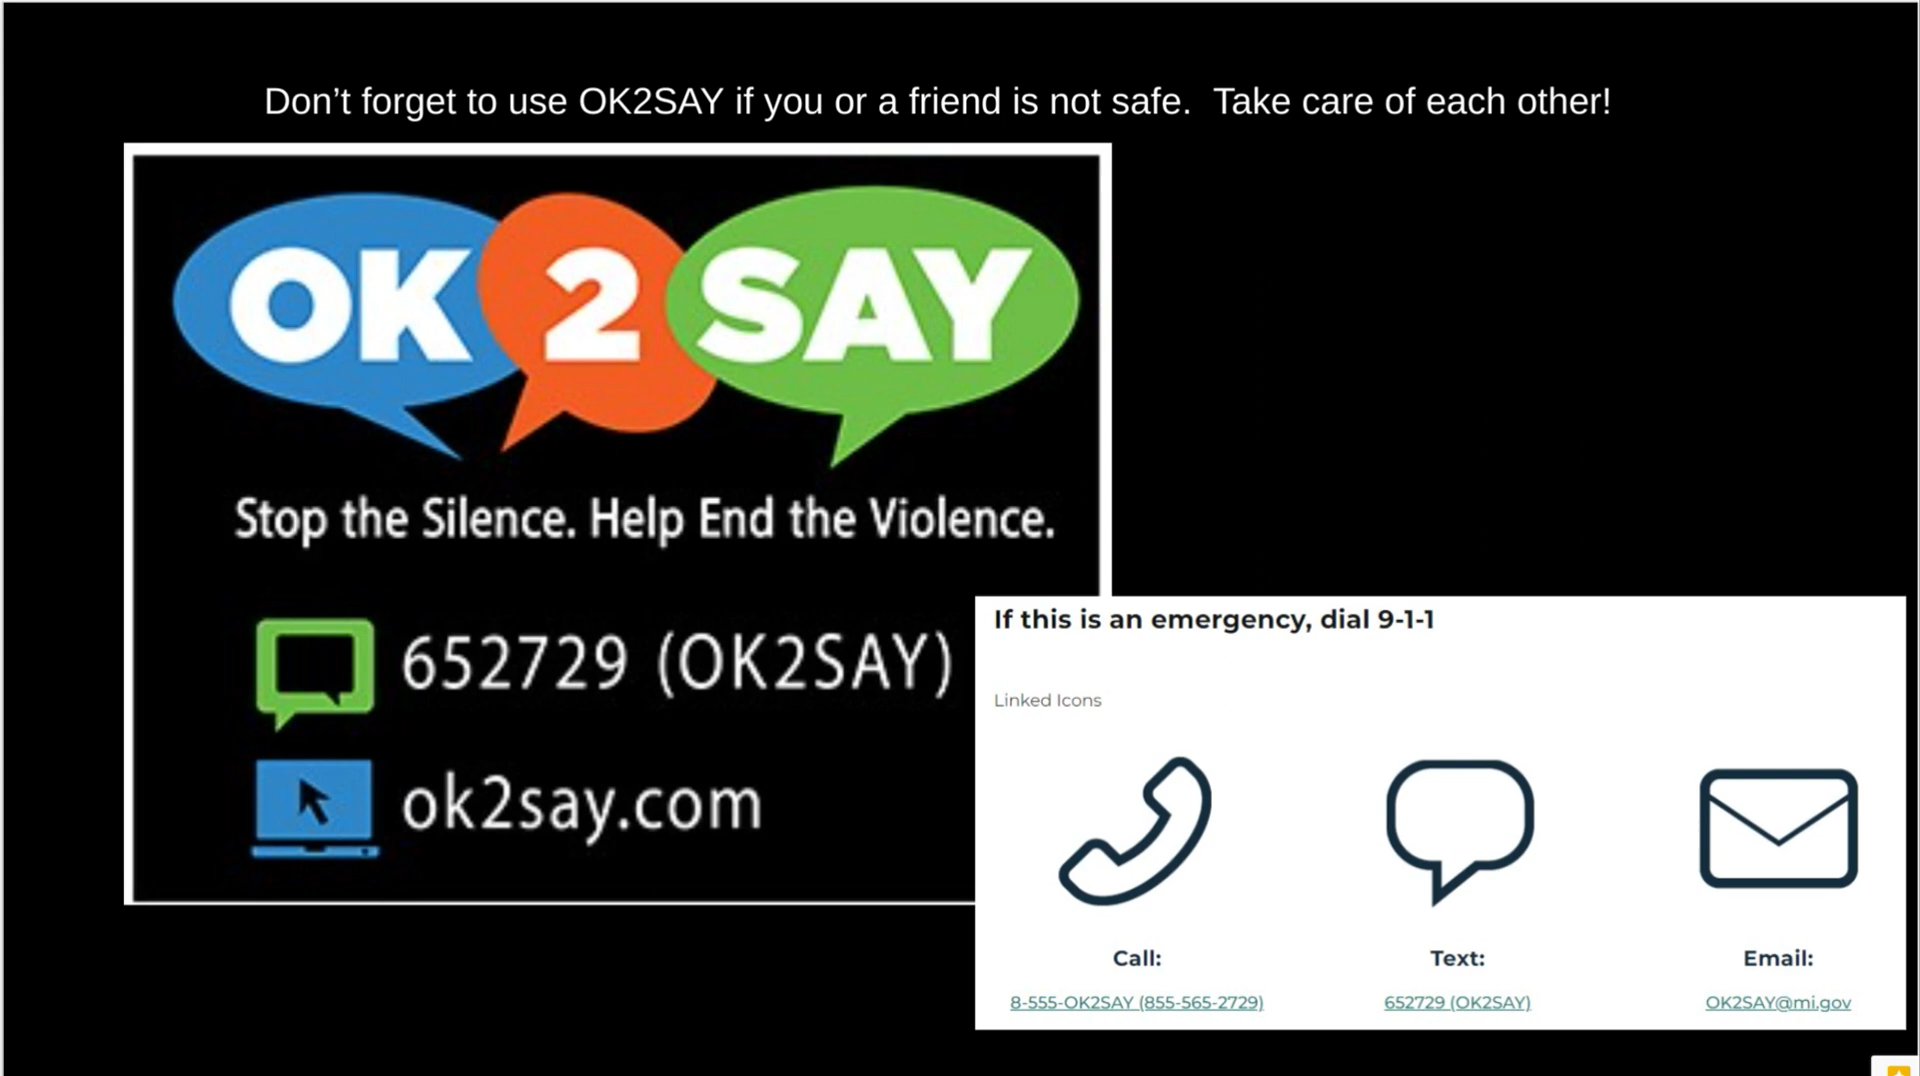 Don’t forget to use OK2SAY if you or a friend is not safe.  Take care of each other!
OK 2 SAY
Stop the Silence. Help End the Violence.
652729 (OK2SAY)
ok2say.com
If this is an emergency, dial 9-1-1
Linked Icons
Call:
8-555-OK2SAY (855-565-2729)
Text:
652729 (OK2SAY)
Email:
OK2SAY@mi.gov